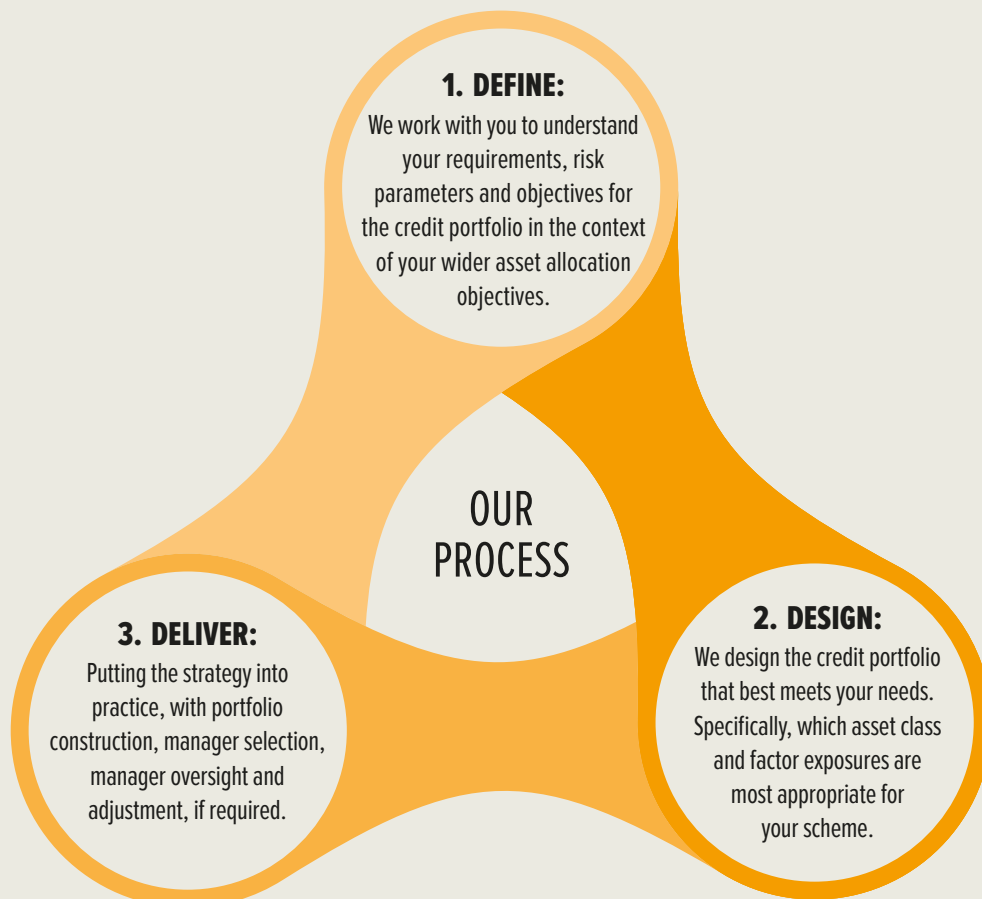 1. DEFINE:
We work with you to understand
your requirements, risk
parameters and objectives for
the credit portfolio in the context
of your wider asset allocation
objectives.
OUR
PROCESS
2. DESIGN:
We design the credit portfolio
that best meets your needs.
Specifically, which asset class
and factor exposures are
most appropriate for
your scheme.
3. DELIVER:
Putting the strategy into
practice, with portfolio
construction, manager selection,
manager oversight and
adjustment, if required.